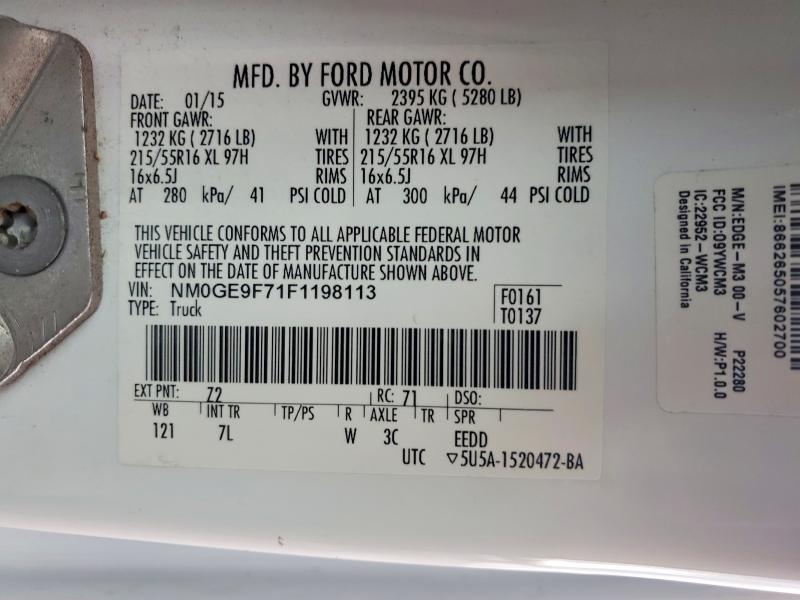 MFD. BY FORD MOTOR CO.
DATE: 01/15 GVWR: 2395 KG ( 5280 LB)
FRONT GAWR: REAR GAWR:
1232 KG ( 2716 LB) WITH 1232 KG ( 2716 LB) WITH
215/55R16 XL 97H TIRES 215/55R16 XL 97H TIRES
16x6.5J RIMS 16x6.5J RIMS
AT 280 kPa/ 41 PSI COLD AT 300 kPa/ 44 PSI COLD
THIS VEHICLE CONFORMS TO ALL APPLICABLE FEDERAL MOTOR
VEHICLE SAFETY AND THEFT PREVENTION STANDARDS IN
EFFECT ON THE DATE OF MANUFACTURE SHOWN ABOVE.
VIN: NM0GE9F71F1198113 F0161
TYPE: Truck T0137
EXT PNT: 72 RC: 71 DSO:
WB INT TR TP/PS R AXLE TR SPR
121 7L W 3C EEDD
UTC ▽5U5A-1520472-BA
IMEI:866265057602700
M/N:EDGE-M3 00-V P22280
FCC ID:09YWCM3 H/W:P1.0.0
IC:22952-WCM3
Designed in California